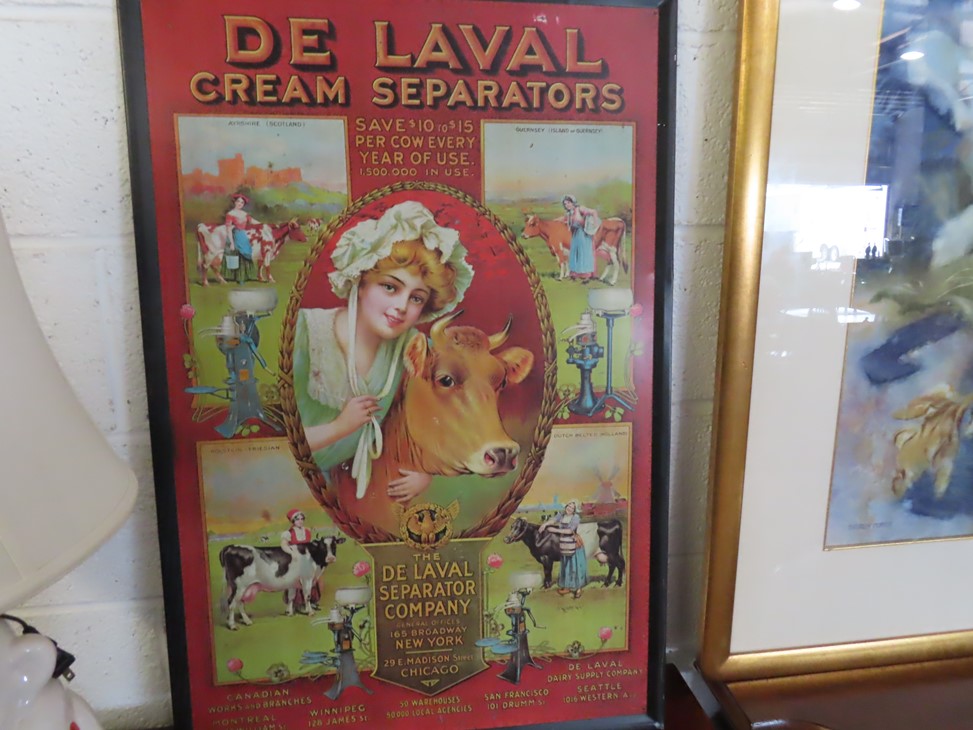 DE LAVAL
CREAM SEPARATORS
AYRSHIRE (SCOTLAND)
SAVE $10 TO $15
PER COW EVERY
YEAR OF USE.
1,500,000 IN USE.
GUERNSEY (ISLAND OF GUERNSEY)
HOLSTEIN-FRIESIAN
DUTCH BELTED (HOLLAND)
THE
DE LAVAL
SEPARATOR
COMPANY
GENERAL OFFICES
165 BROADWAY
NEW YORK
29 E. MADISON STREET
CHICAGO
CANADIAN
WORKS AND BRANCHES
MONTREAL
WINNIPEG
128 JAMES ST.
50 WAREHOUSES
50,000 LOCAL AGENCIES
SAN FRANCISCO
101 DRUMM ST.
DE LAVAL
DAIRY SUPPLY COMPANY
SEATTLE
1016 WESTERN AVE.